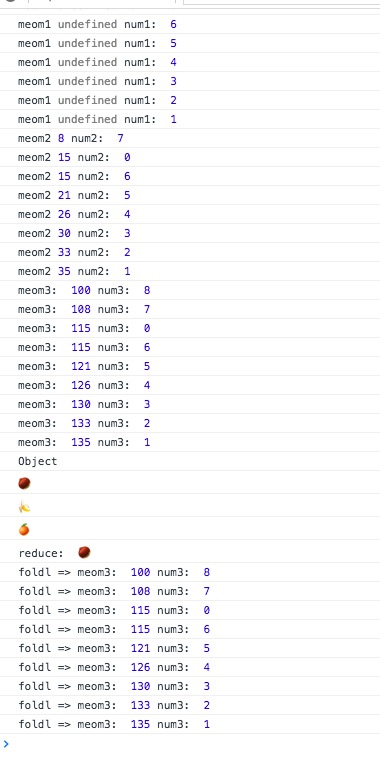 meom1 undefined num1: 6
meom1 undefined num1: 5
meom1 undefined num1: 4
meom1 undefined num1: 3
meom1 undefined num1: 2
meom1 undefined num1: 1
meom2 8 num2: 7
meom2 15 num2: 0
meom2 15 num2: 6
meom2 21 num2: 5
meom2 26 num2: 4
meom2 30 num2: 3
meom2 33 num2: 2
meom2 35 num2: 1
meom3: 100 num3: 8
meom3: 108 num3: 7
meom3: 115 num3: 0
meom3: 115 num3: 6
meom3: 121 num3: 5
meom3: 126 num3: 4
meom3: 130 num3: 3
meom3: 133 num3: 2
meom3: 135 num3: 1
Object
reduce:
foldl => meom3: 100 num3: 8
foldl => meom3: 108 num3: 7
foldl => meom3: 115 num3: 0
foldl => meom3: 115 num3: 6
foldl => meom3: 121 num3: 5
foldl => meom3: 126 num3: 4
foldl => meom3: 130 num3: 3
foldl => meom3: 133 num3: 2
foldl => meom3: 135 num3: 1